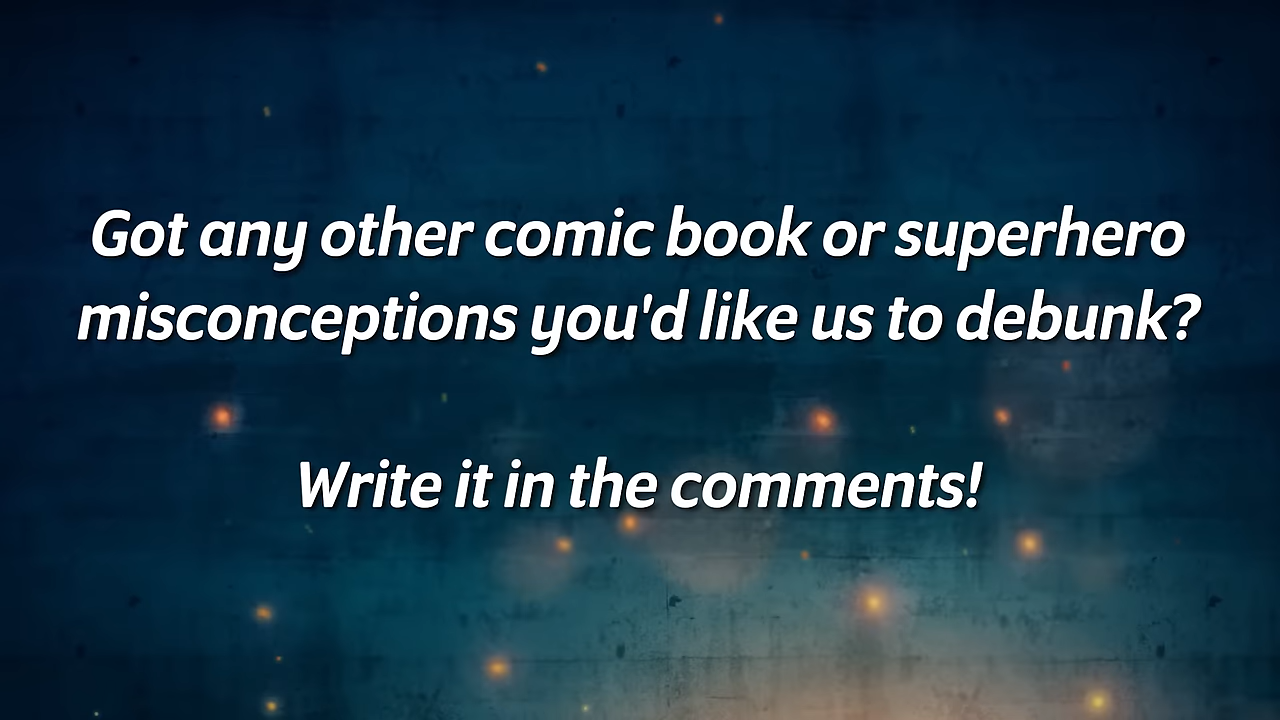 Got any other comic book or superhero
misconceptions you'd like us to debunk?
Write it in the comments!